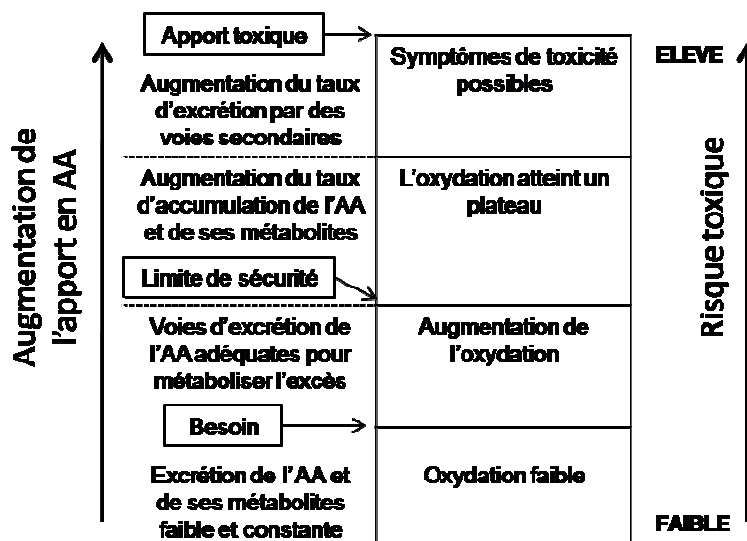 Apport toxique
Augmentation du taux
d'excrétion par des
voies secondaires
Symptômes de toxicité
possibles
ELEVE
Augmentation du taux
d'accumulation de l'AA
et de ses métabolites
L'oxydation atteint un
plateau
Limite de sécurité
Voies d'excrétion de
l'AA adéquates pour
métaboliser l'excès
Augmentation de
l'oxydation
Besoin
Excrétion de l'AA et
de ses métabolites
faible et constante
Oxydation faible
FAIBLE
Augmentation de
l'apport en AA
Risque toxique